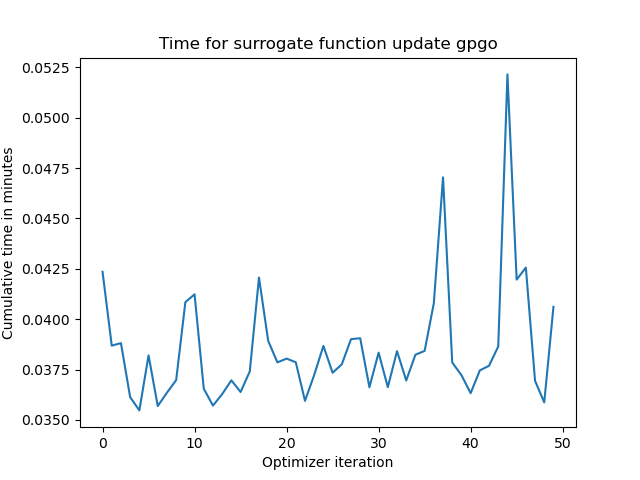 Time for surrogate function update gpgo
Cumulative time in minutes
0.0525
0.0500
0.0475
0.0450
0.0425
0.0400
0.0375
0.0350
0 10 20 30 40 50
Optimizer iteration